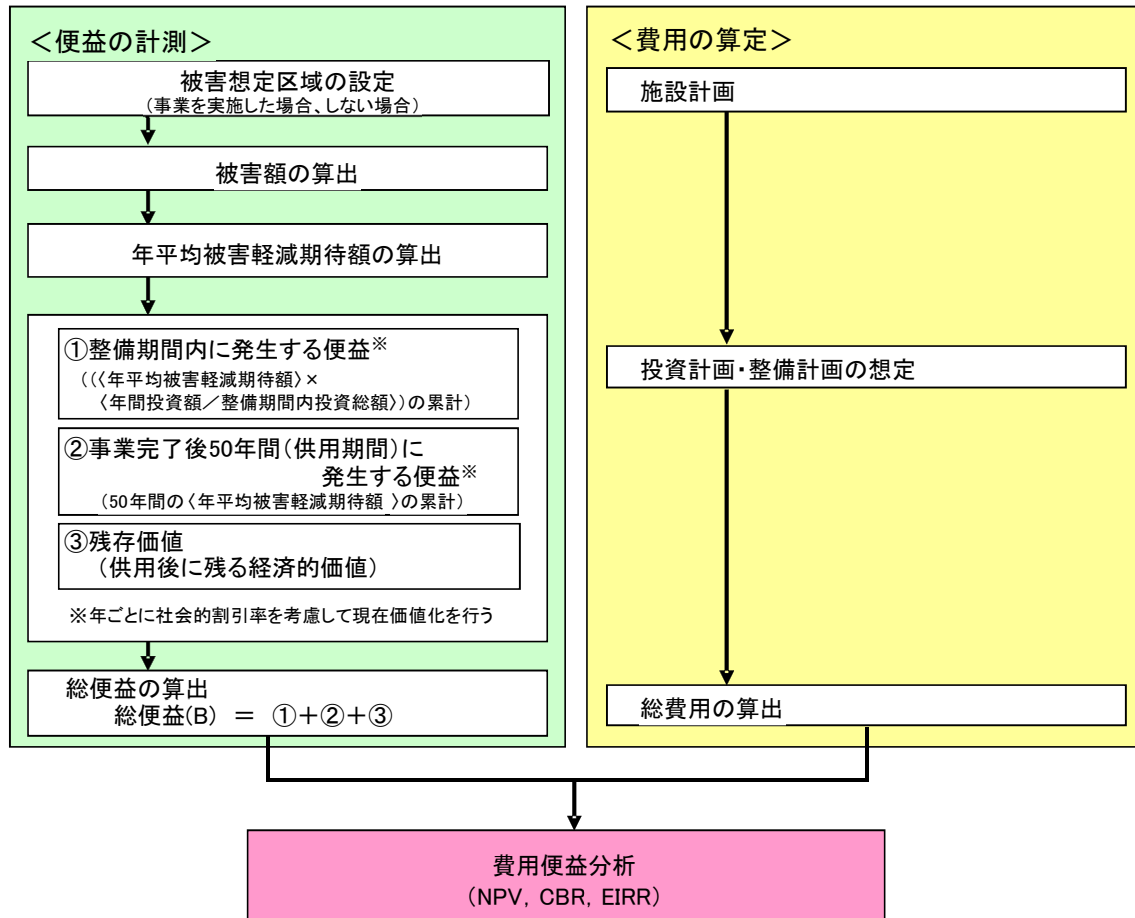 ＜便益の計測＞
被害想定区域の設定
（事業を実施した場合、しない場合）
被害額の算出
年平均被害軽減期待額の算出
①整備期間内に発生する便益※
（（〈年平均被害軽減期待額〉×
〈年間投資額／整備期間内投資総額〉）の累計）
②事業完了後50年間（供用期間）に
発生する便益※
（50年間の〈年平均被害軽減期待額 〉の累計）
③残存価値
（供用後に残る経済的価値）
※年ごとに社会的割引率を考慮して現在価値化を行う
総便益の算出
総便益(B) ＝ ①＋②＋③
＜費用の算定＞
施設計画
投資計画・整備計画の想定
総費用の算出
費用便益分析
（NPV, CBR, EIRR）